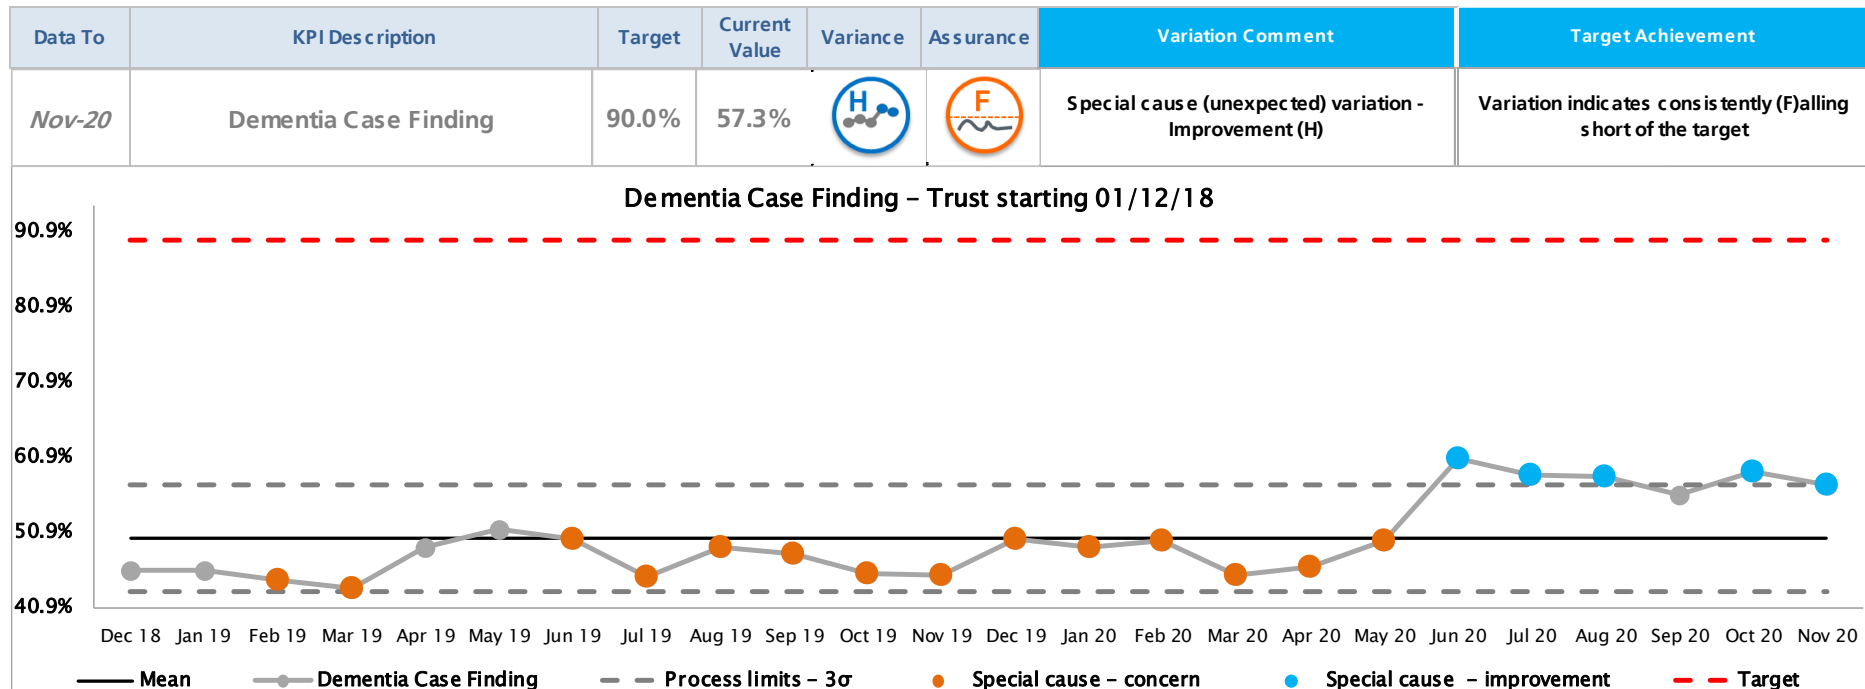 Data To
KPI Description
Target
Current
Value
Variance
Assurance
Variation Comment
Target Achievement
Nov-20
Dementia Case Finding
90.0%
57.3%
H
F
Special cause (unexpected) variation -
Improvement (H)
Variation indicates consistently (F)alling
short of the target
Dementia Case Finding - Trust starting 01/12/18
90.9%
80.9%
70.9%
60.9%
50.9%
40.9%
Dec 18 Jan 19 Feb 19 Mar 19 Apr 19 May 19 Jun 19 Jul 19 Aug 19 Sep 19 Oct 19 Nov 19 Dec 19 Jan 20 Feb 20 Mar 20 Apr 20 May 20 Jun 20 Jul 20 Aug 20 Sep 20 Oct 20 Nov 20
Mean
Dementia Case Finding
Process limits - 3σ
Special cause - concern
Special cause - improvement
Target